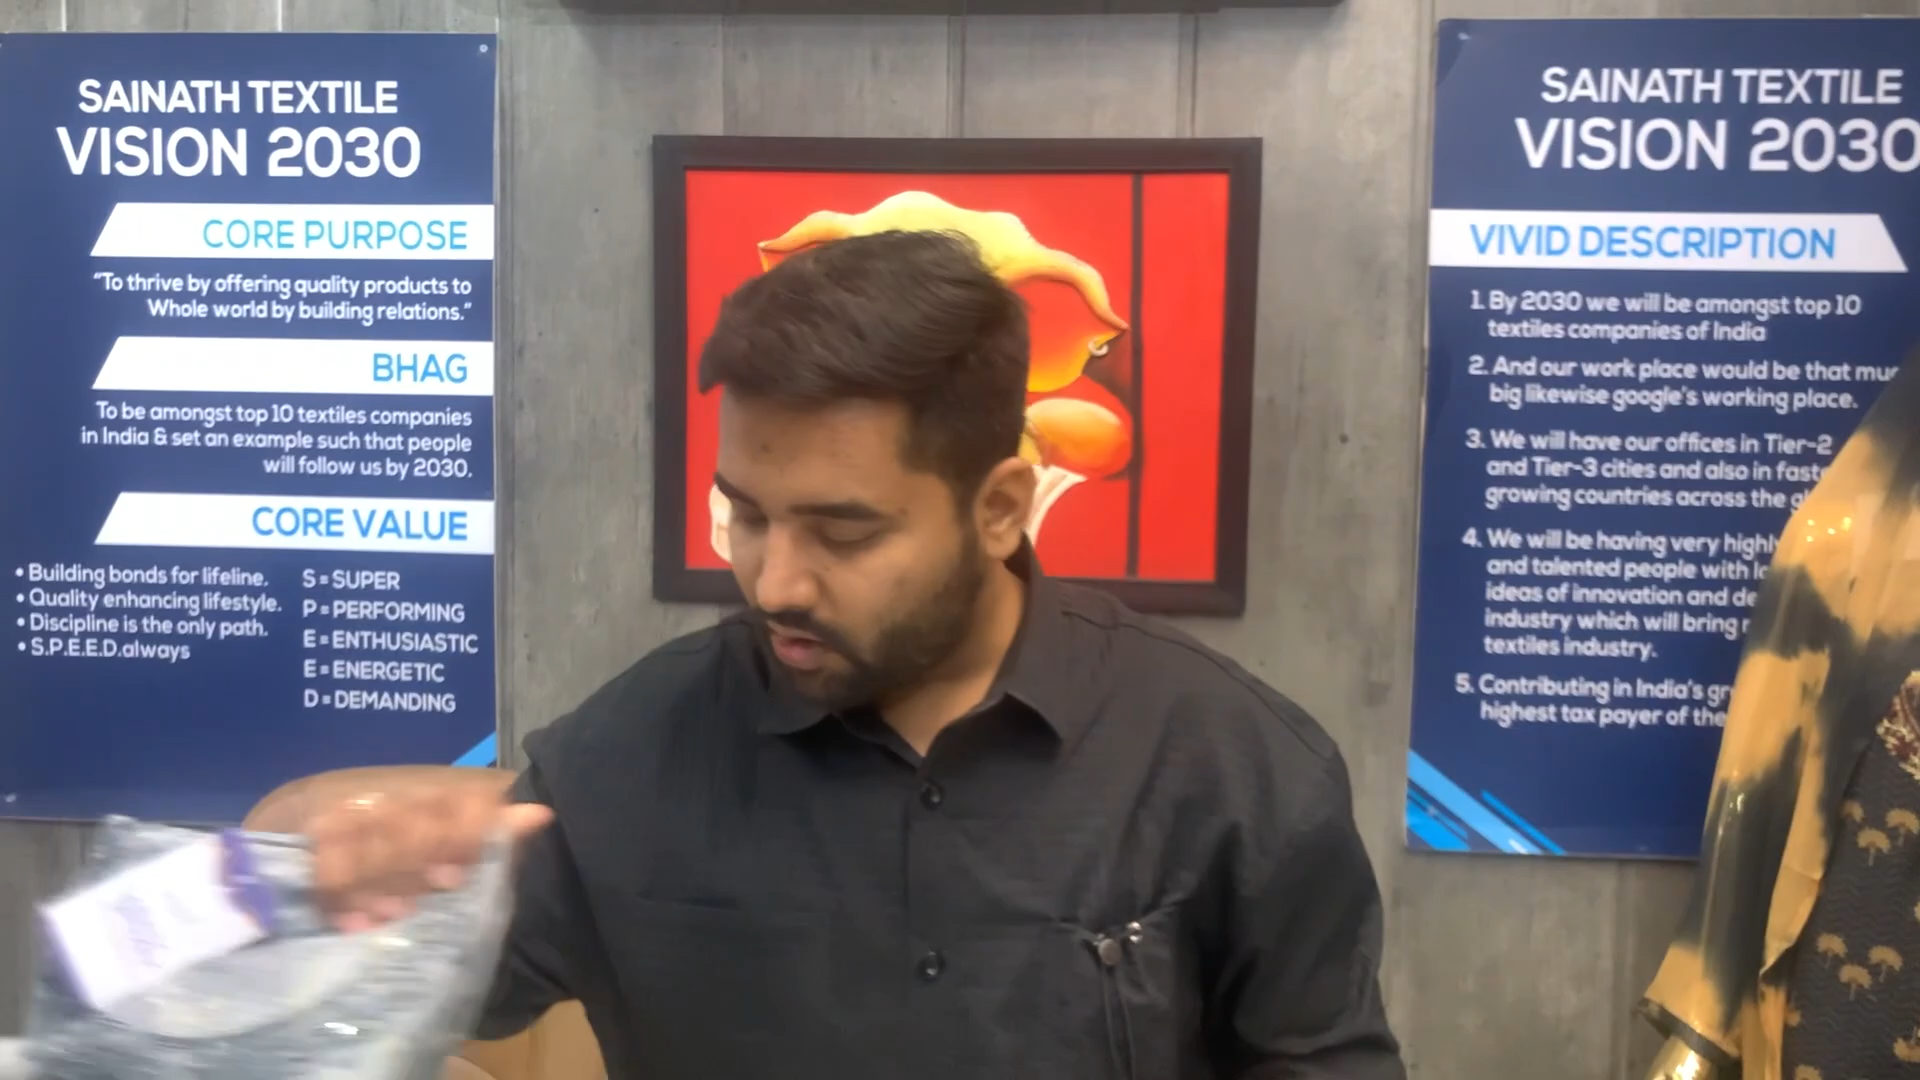 SAINATH TEXTILE
VISION 2030
CORE PURPOSE
“To thrive by offering quality products to
Whole world by building relations.”
BHAG
To be amongst top 10 textiles companies
in India & set an example such that people
will follow us by 2030.
CORE VALUE
• Building bonds for lifeline.
• Quality enhancing lifestyle.
• Discipline is the only path.
• S.P.E.E.D.always
S = SUPER
P = PERFORMING
E = ENTHUSIASTIC
E = ENERGETIC
D = DEMANDING
SAINATH TEXTILE
VISION 2030
VIVID DESCRIPTION
1. By 2030 we will be amongst top 10
textiles companies of India
2. And our work place would be that
big likewise google's working place.
3. We will have our offices in Tier-2
and Tier-3 cities and also in
growing countries across the
4. We will be having very
and talented people with
ideas of innovation and
industry which will bring
textiles industry.
5. Contributing in India's
highest tax payer of the